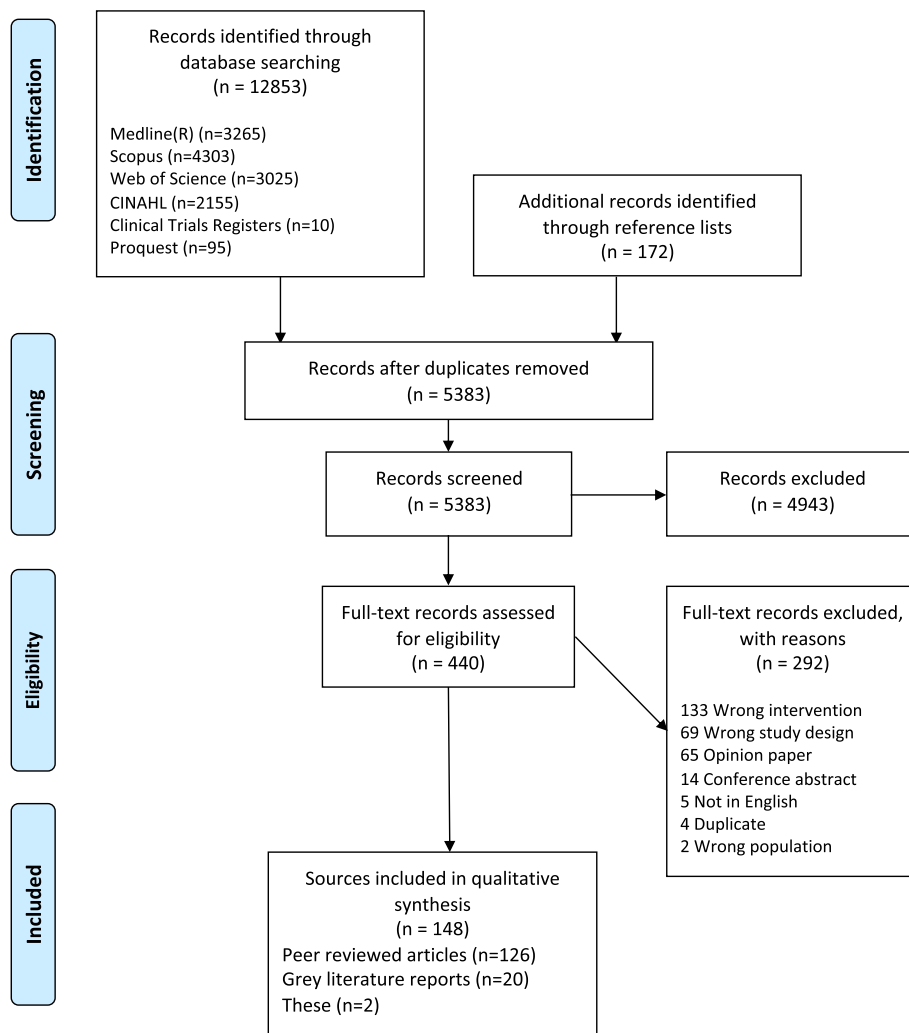 Identification
Records identified through
database searching
(n = 12853)
Medline(R) (n=3265)
Scopus (n=4303)
Web of Science (n=3025)
CINAHL (n=2155)
Clinical Trials Registers (n=10)
Proquest (n=95)
Additional records identified
through reference lists
(n = 172)
Screening
Records after duplicates removed
(n = 5383)
Records screened
(n = 5383)
Records excluded
(n = 4943)
Eligibility
Full-text records assessed
for eligibility
(n = 440)
Full-text records excluded,
with reasons
(n = 292)
133 Wrong intervention
69 Wrong study design
65 Opinion paper
14 Conference abstract
5 Not in English
4 Duplicate
2 Wrong population
Included
Sources included in qualitative
synthesis
(n = 148)
Peer reviewed articles (n=126)
Grey literature reports (n=20)
These (n=2)